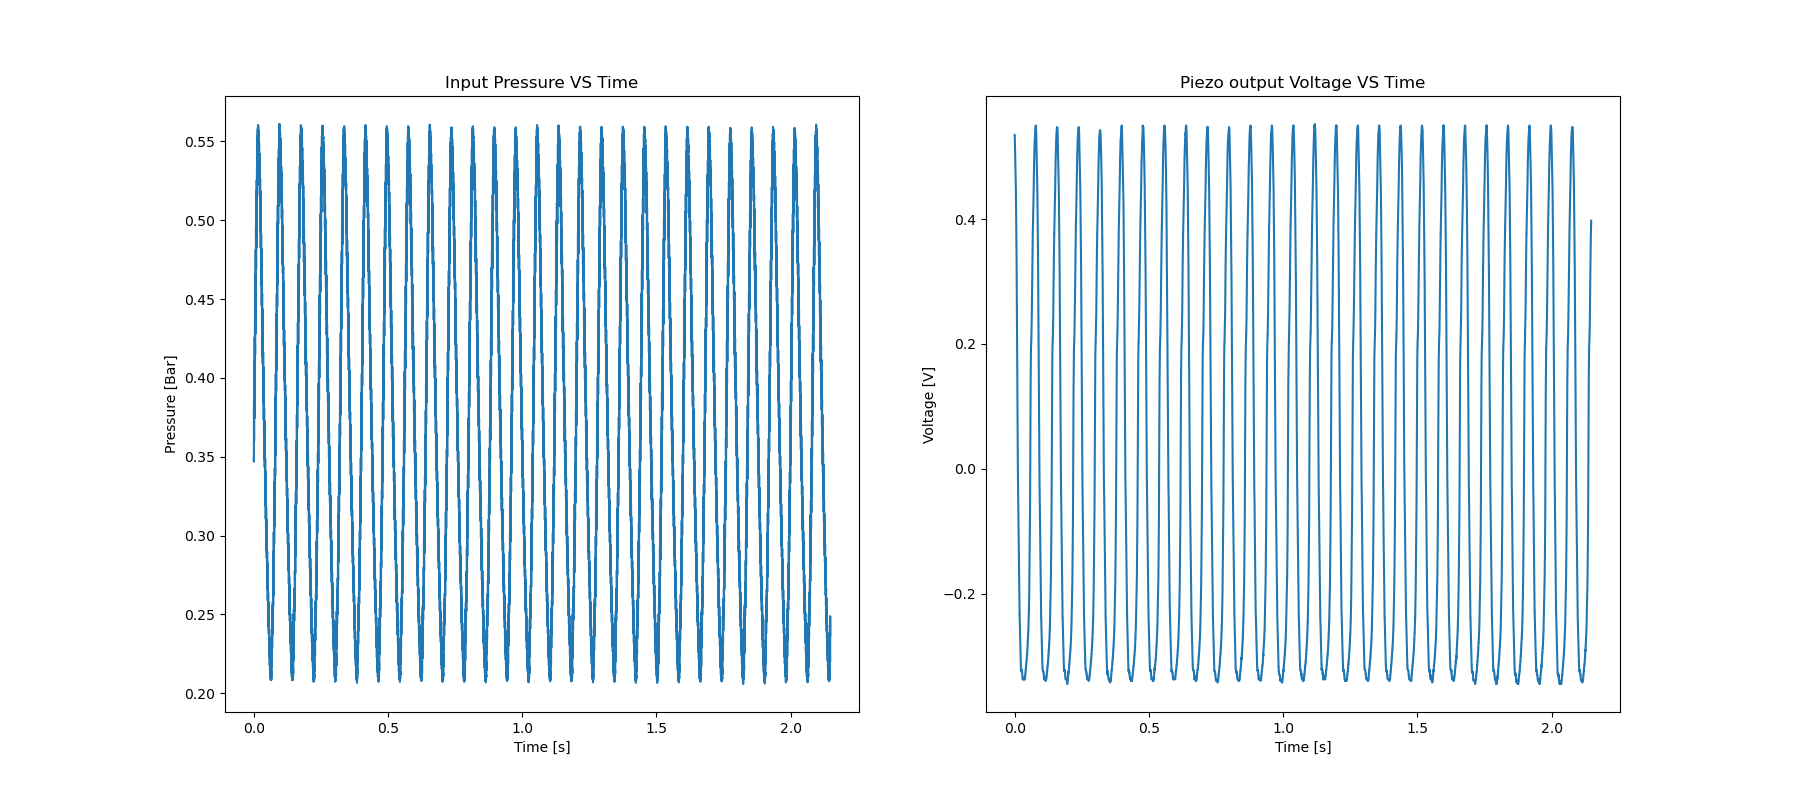 Input Pressure VS Time
Pressure [Bar]
0.55
0.50
0.45
0.40
0.35
0.30
0.25
0.20
0.0 0.5 1.0 1.5 2.0
Time [s]
Piezo output Voltage VS Time
Voltage [V]
0.4
0.2
0.0
−0.2
0.0 0.5 1.0 1.5 2.0
Time [s]